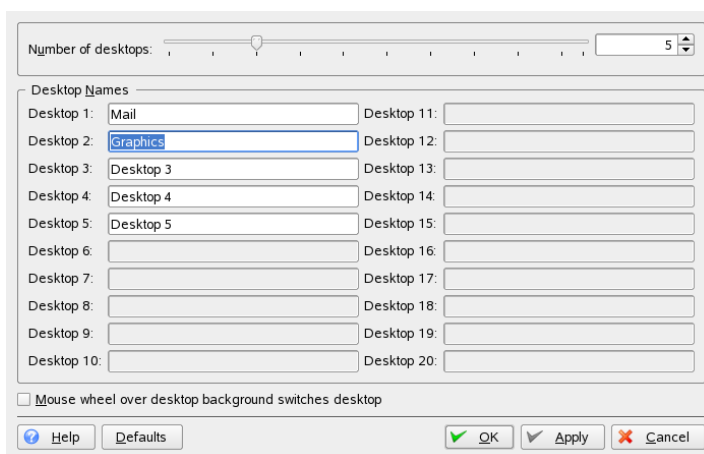 Number of desktops: 5
Desktop Names
Desktop 1: Mail
Desktop 2: Graphics
Desktop 3: Desktop 3
Desktop 4: Desktop 4
Desktop 5: Desktop 5
Desktop 6:
Desktop 7:
Desktop 8:
Desktop 9:
Desktop 10:
Desktop 11:
Desktop 12:
Desktop 13:
Desktop 14:
Desktop 15:
Desktop 16:
Desktop 17:
Desktop 18:
Desktop 19:
Desktop 20:
Mouse wheel over desktop background switches desktop
Help Defaults OK Apply Cancel